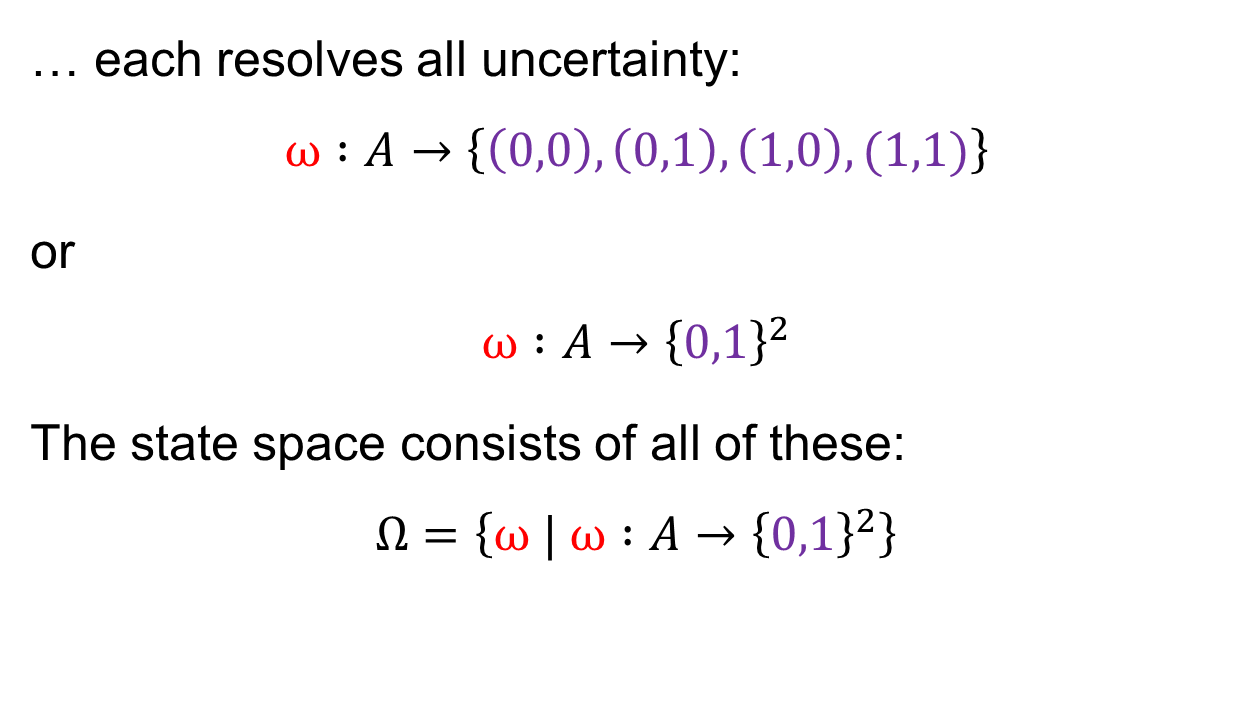 … each resolves all uncertainty:
ω : A → {(0,0), (0,1), (1,0), (1,1)}
or
ω : A → {0,1}²
The state space consists of all of these:
Ω = {ω | ω : A → {0,1}²}